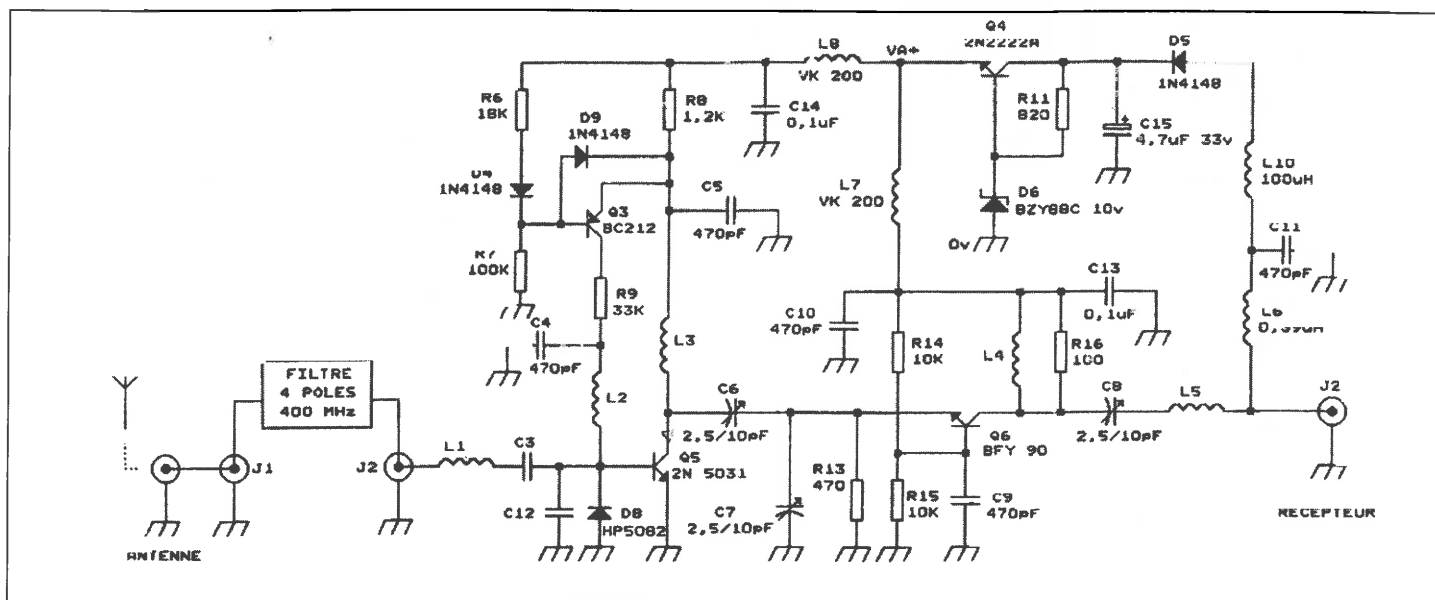 Q4
2N2222A
D5
1N4148
L8
VK 200
VA+
R6
18K
R8
1,2K
C14
0,1uF
R11
820
C15
4,7uF 33v
D9
1N4148
D4
1N4148
L10
100uH
L7
VK 200
C5
470pF
D6
BZY88C 10v
Q3
BC212
0v
C11
470pF
R7
100K
R9
33K
C13
0,1uF
C10
470pF
L6
C4
470pF
L3
R14
10K
L4
R16
100
FILTRE
4 POLES
400 MHz
L2
C6
2,5/10pF
C8
2,5/10pF
L5
J2
L1
C3
Q5
2N 5031
Q6
BFY 90
J1
J2
R13
470
R15
10K
C9
470pF
C12
D8
HP5082
C7
2,5/10pF
RECEPTEUR
ANTENNE